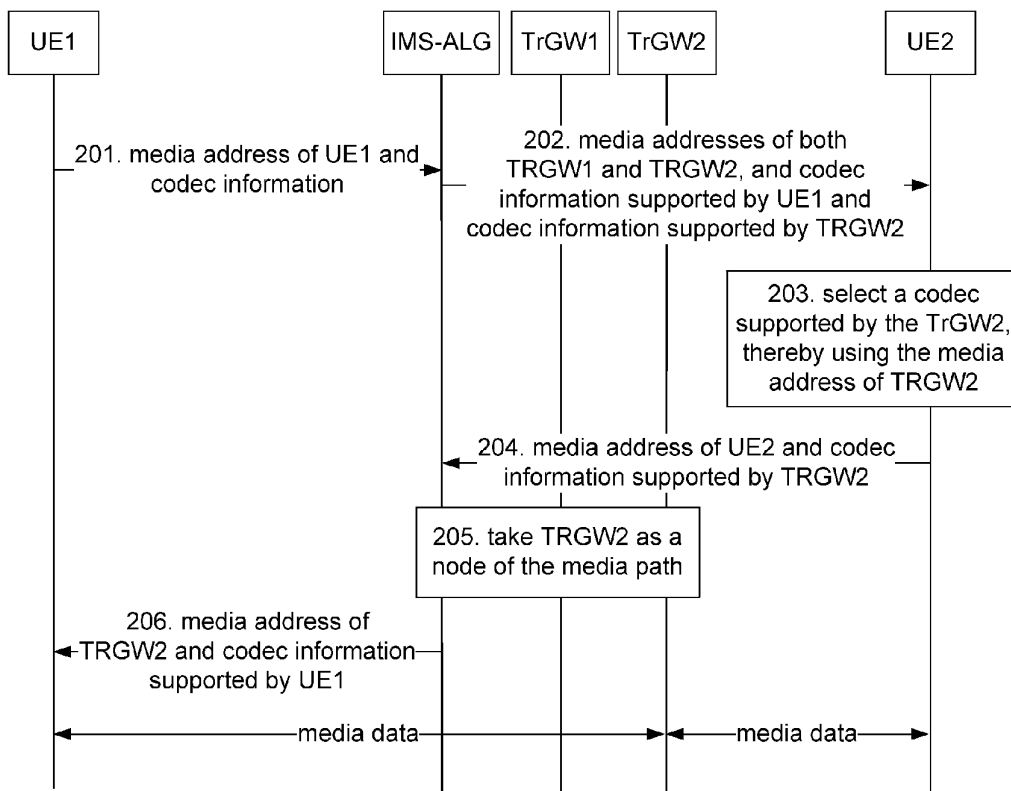 UE1
IMS-ALG
TrGW1
TrGW2
UE2
201. media address of UE1 and
codec information
202. media addresses of both
TRGW1 and TRGW2, and codec
information supported by UE1 and
codec information supported by TRGW2
203. select a codec
supported by the TrGW2,
thereby using the media
address of TRGW2
204. media address of UE2 and codec
information supported by TRGW2
205. take TRGW2 as a
node of the media path
206. media address of
TRGW2 and codec information
supported by UE1
media data
media data